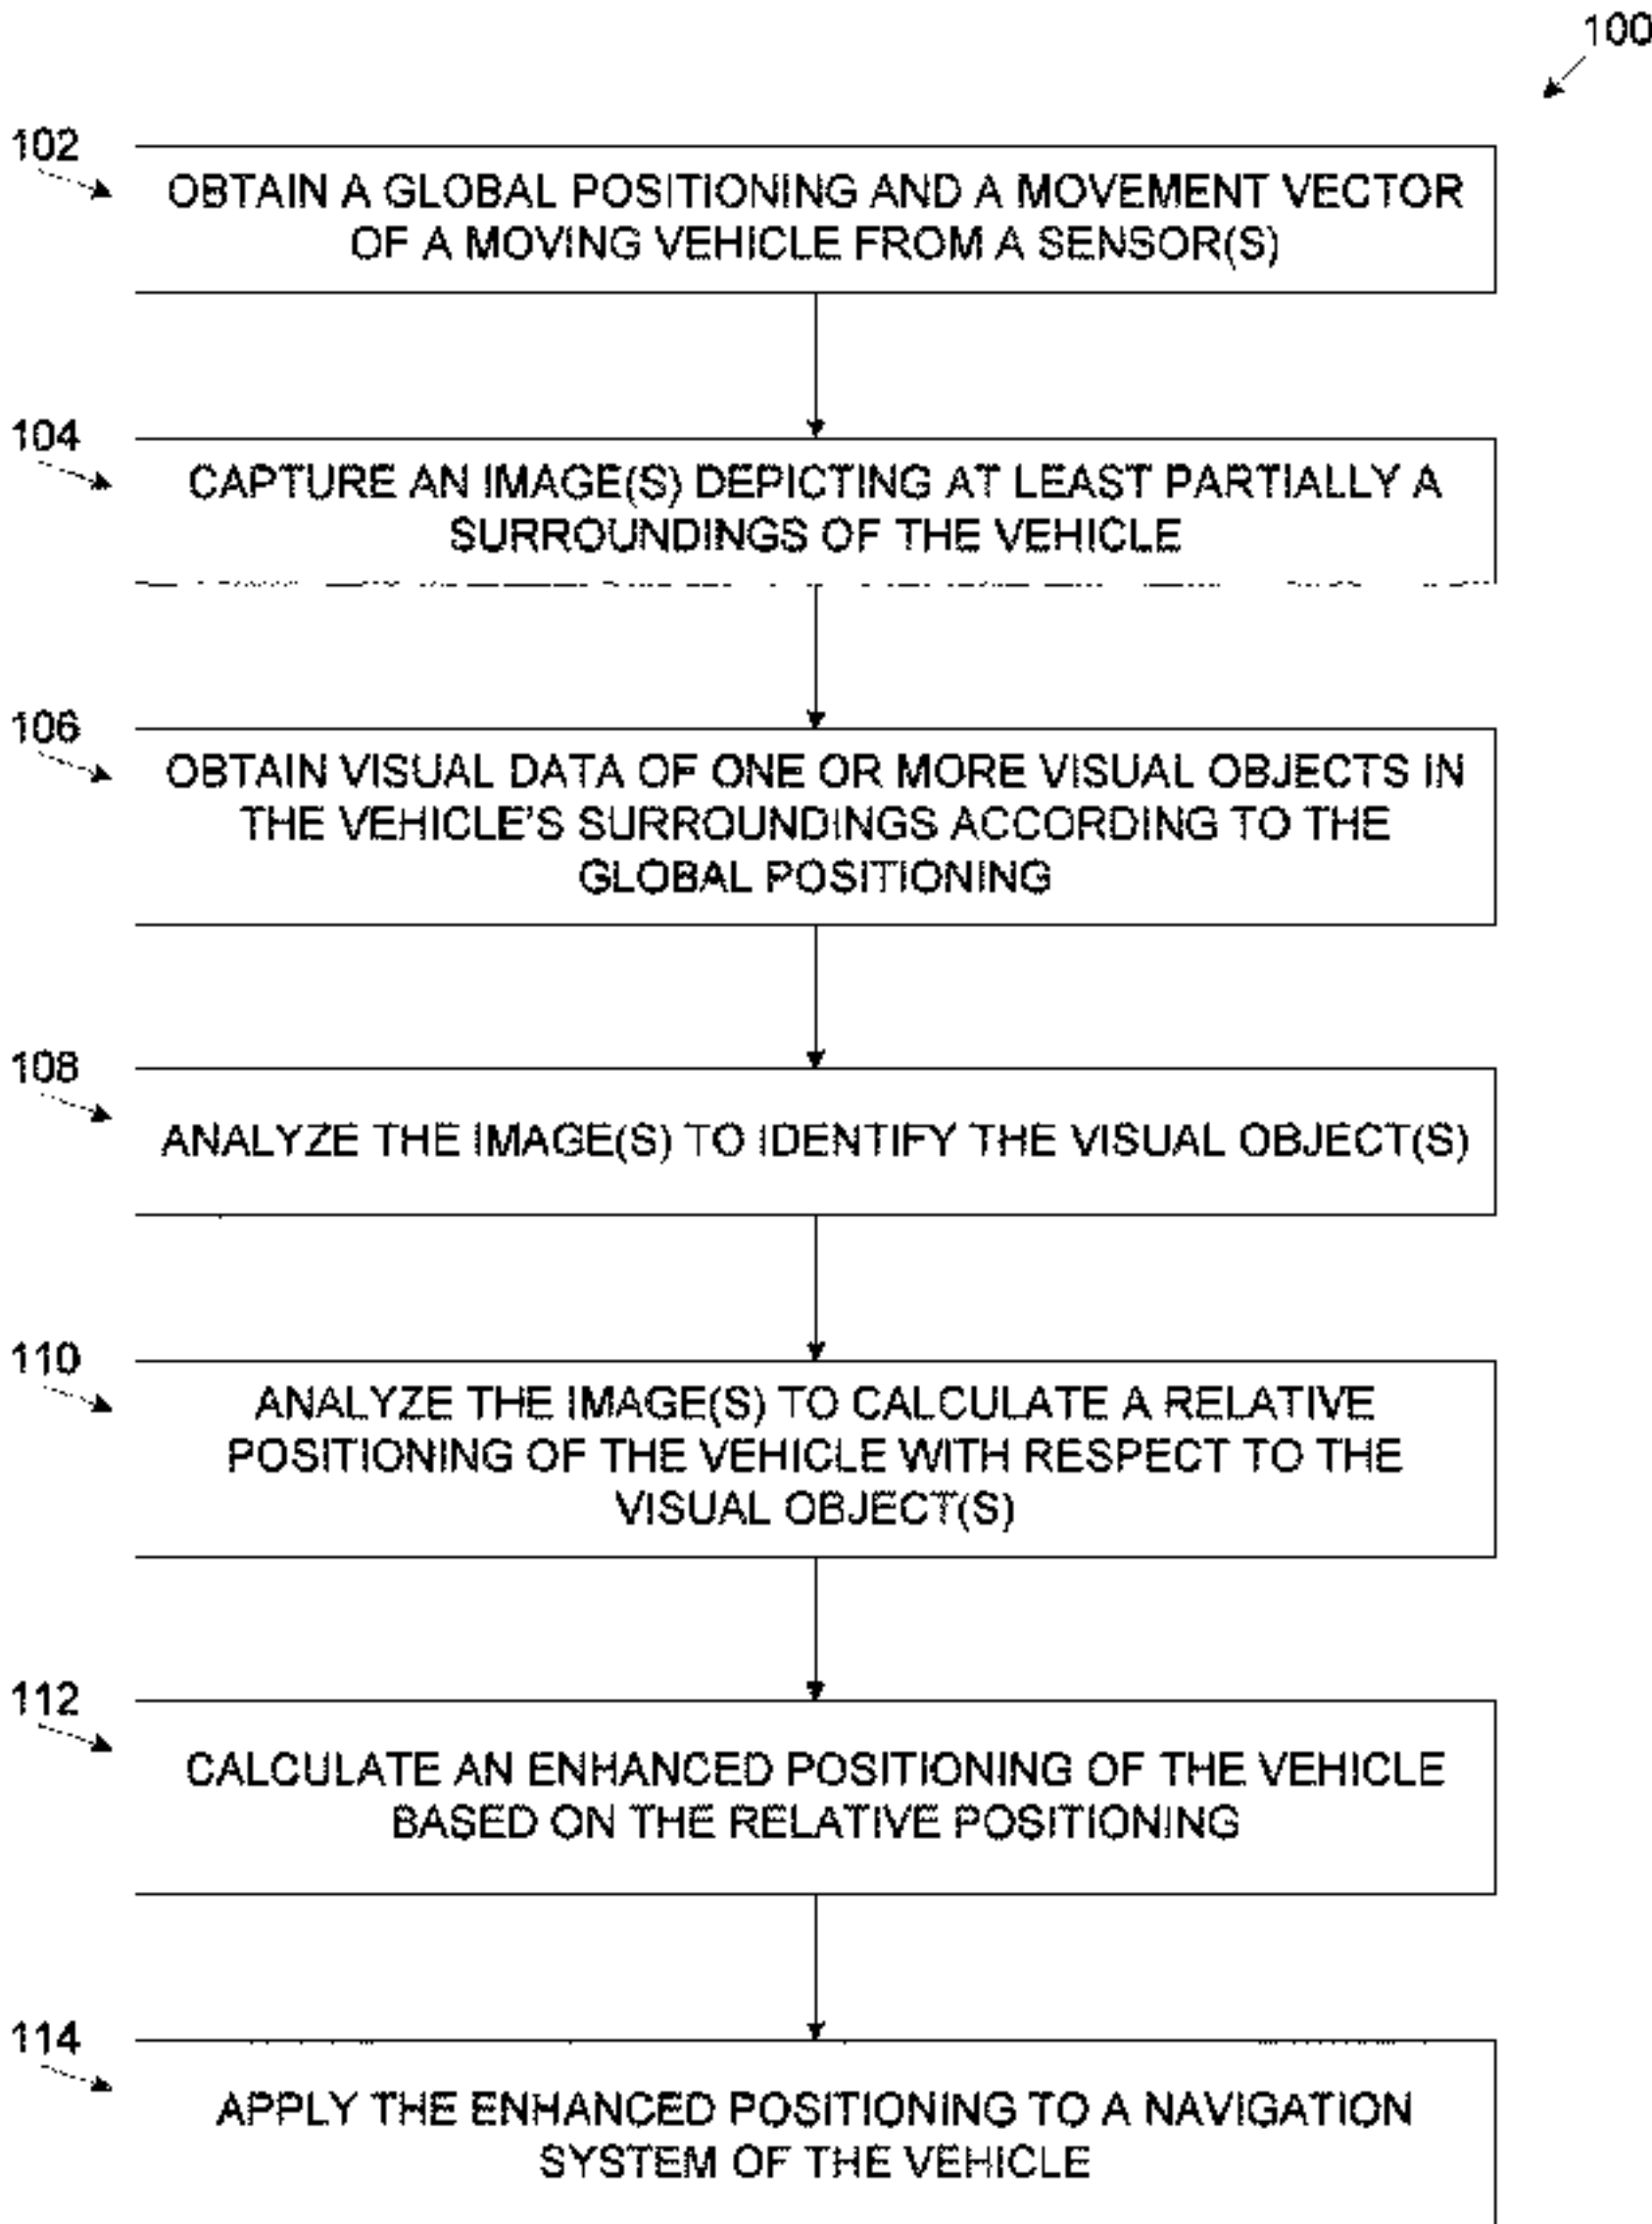 100
102
OBTAIN A GLOBAL POSITIONING AND A MOVEMENT VECTOR
OF A MOVING VEHICLE FROM A SENSOR(S)
104
CAPTURE AN IMAGE(S) DEPICTING AT LEAST PARTIALLY A
SURROUNDINGS OF THE VEHICLE
106
OBTAIN VISUAL DATA OF ONE OR MORE VISUAL OBJECTS IN
THE VEHICLE'S SURROUNDINGS ACCORDING TO THE
GLOBAL POSITIONING
108
ANALYZE THE IMAGE(S) TO IDENTIFY THE VISUAL OBJECT(S)
110
ANALYZE THE IMAGE(S) TO CALCULATE A RELATIVE
POSITIONING OF THE VEHICLE WITH RESPECT TO THE
VISUAL OBJECT(S)
112
CALCULATE AN ENHANCED POSITIONING OF THE VEHICLE
BASED ON THE RELATIVE POSITIONING
114
APPLY THE ENHANCED POSITIONING TO A NAVIGATION
SYSTEM OF THE VEHICLE